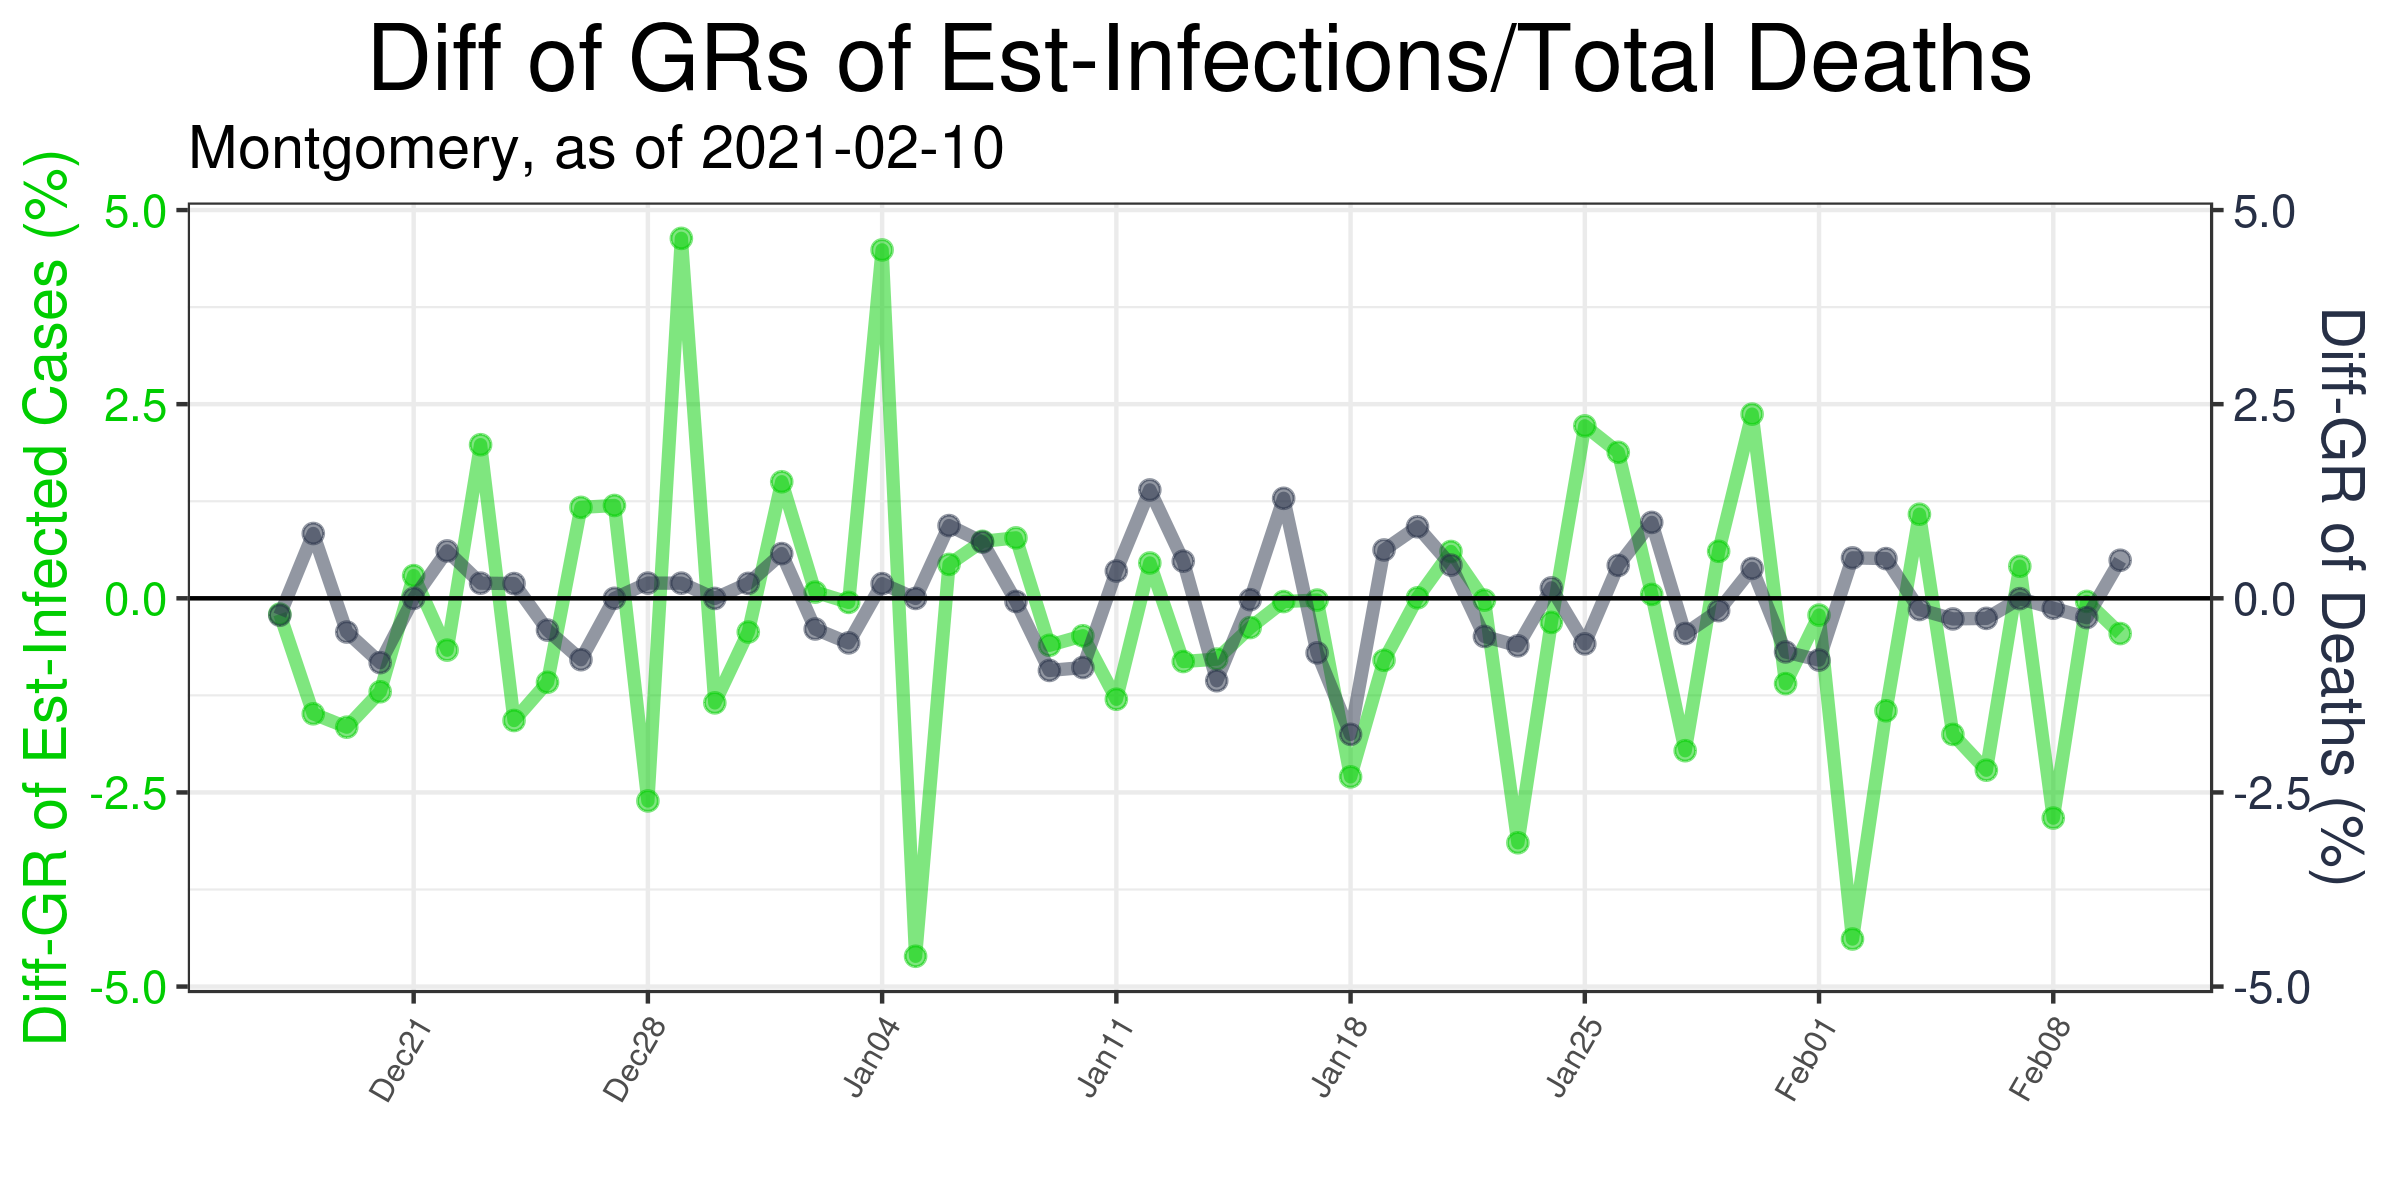 Diff of GRs of Est-Infections/Total Deaths
Montgomery, as of 2021-02-10
Diff-GR of Est-Infected Cases (%)
5.0
2.5
0.0
-2.5
-5.0
5.0
2.5
0.0
-2.5
-5.0
Diff-GR of Deaths (%)
Dec21
Dec28
Jan04
Jan11
Jan18
Jan25
Feb01
Feb08